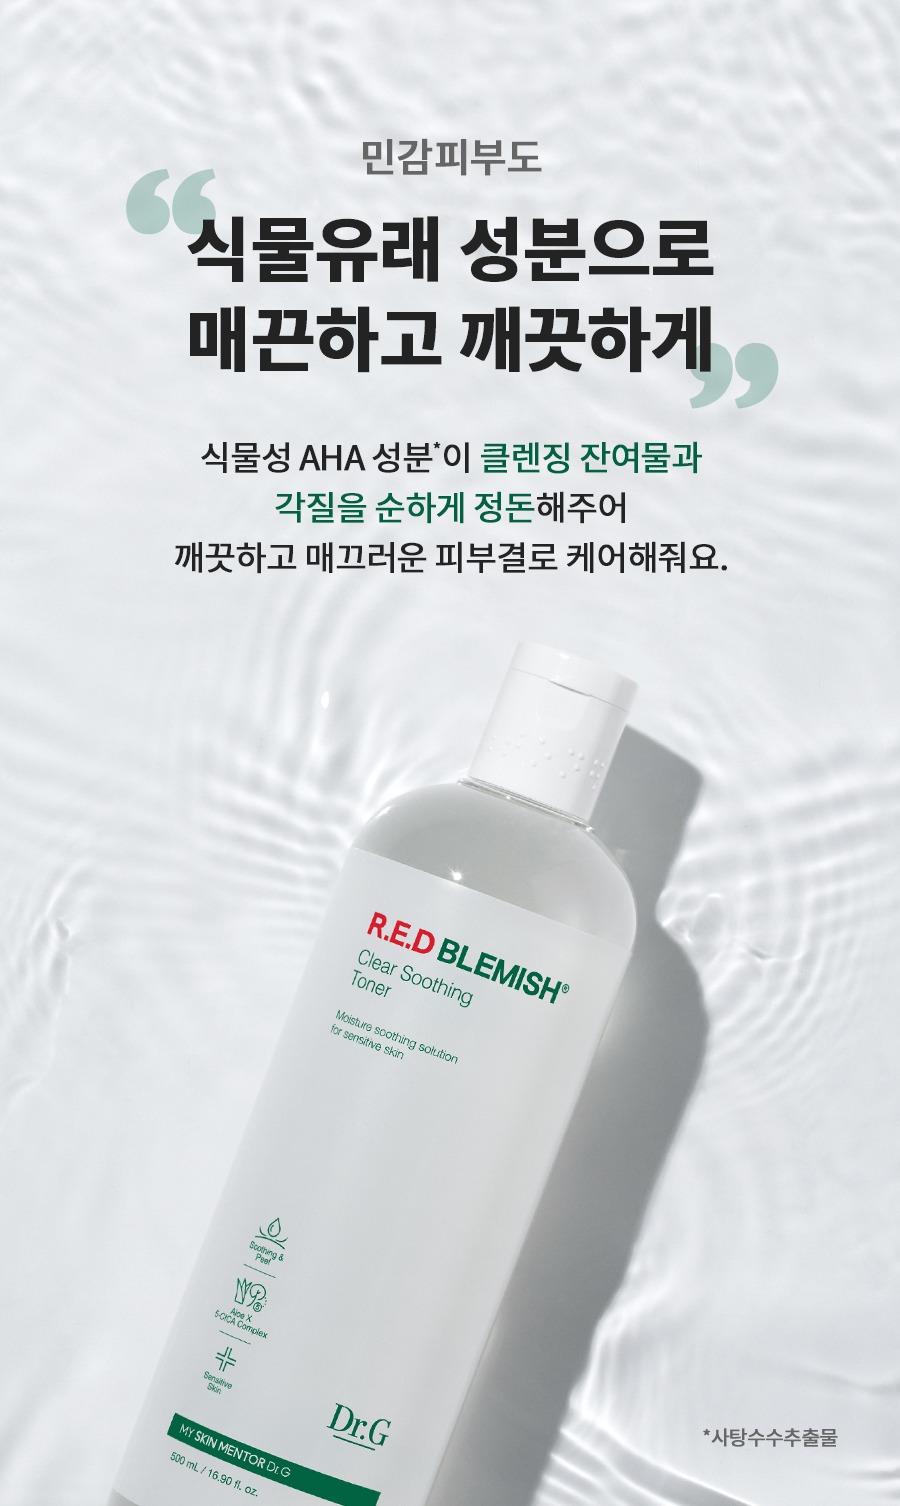 민감피부도
“식물유래 성분으로
매끈하고 깨끗하게”
식물성 AHA 성분*이 클렌징 잔여물과
각질을 순하게 정돈해주어
깨끗하고 매끄러운 피부결로 케어해줘요.
R.E.D BLEMISH®
Clear Soothing
Toner
Moisture soothing solution
for sensitive skin
Soothing &
Peel
Aloe X
5-CICA Complex
Sensitive
Skin
Dr.G
MY SKIN MENTOR Dr.G
500 mL / 16.90 fl. oz.
*사탕수수추출물